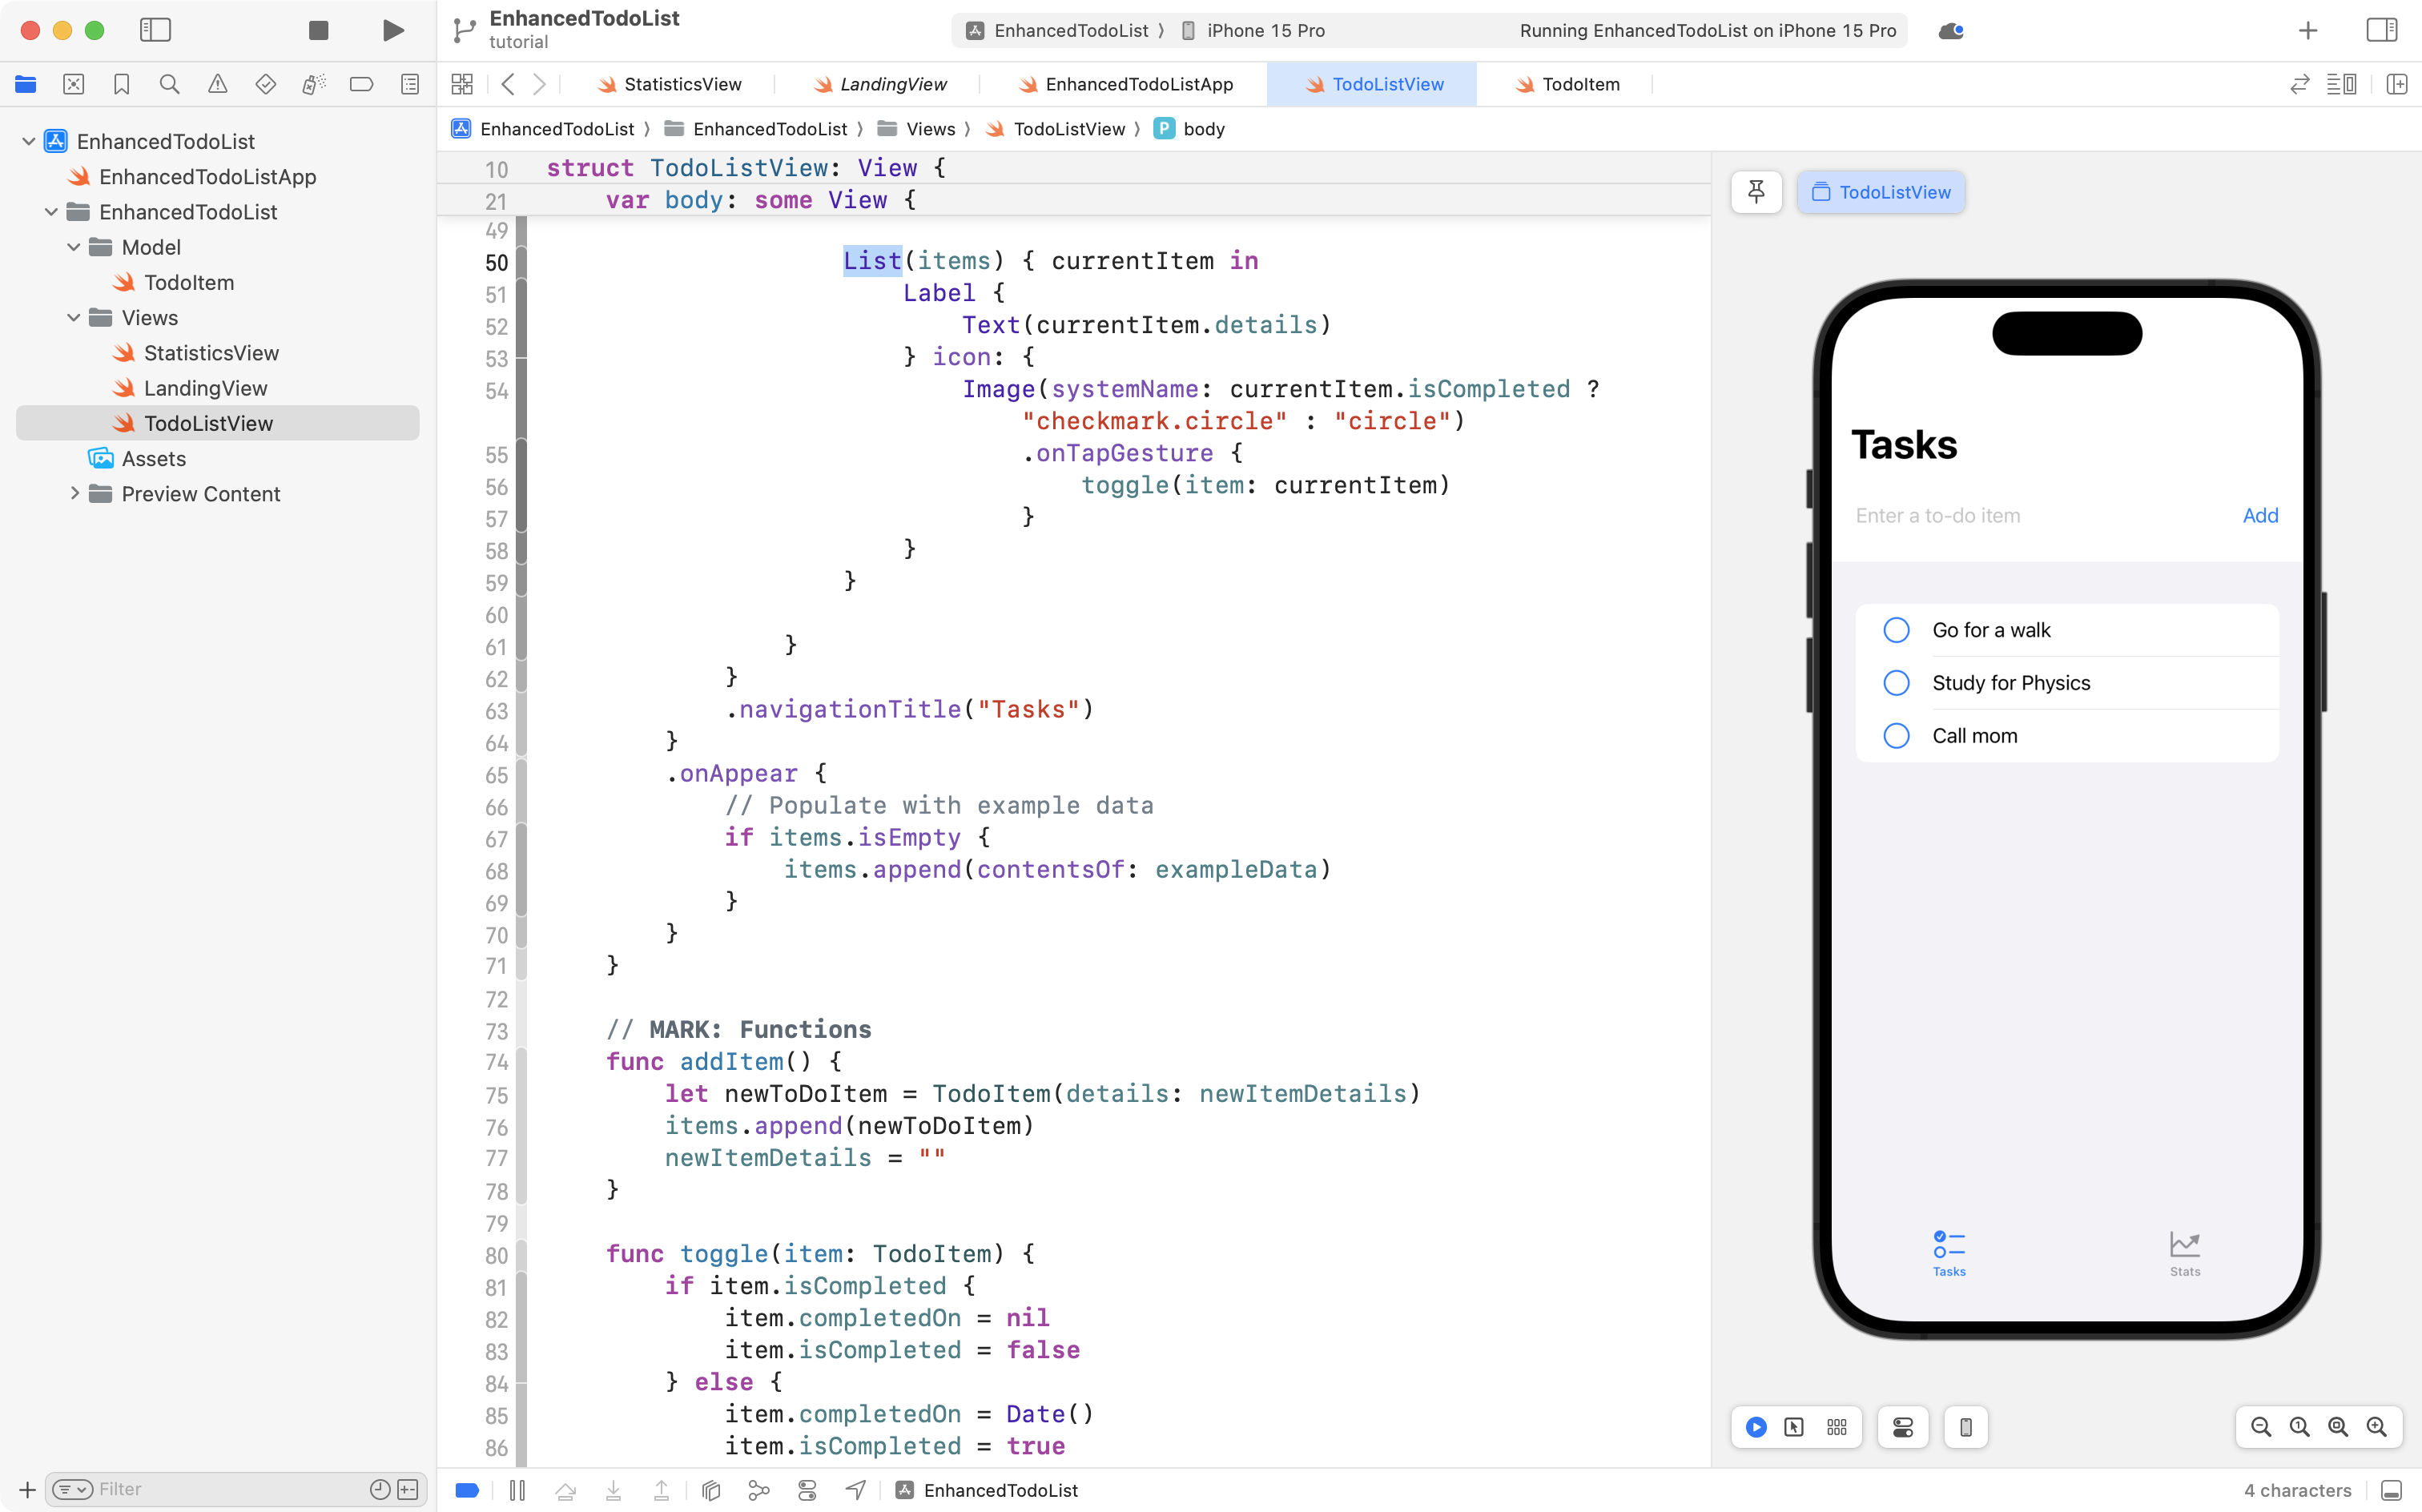 EnhancedTodoList
tutorial
EnhancedTodoList 〉 iPhone 15 Pro
Running EnhancedTodoList on iPhone 15 Pro
StatisticsView
LandingView
EnhancedTodoListApp
TodoListView
TodoItem
EnhancedTodoList 〉 EnhancedTodoList 〉 Views 〉 TodoListView 〉 P body
EnhancedTodoList
EnhancedTodoListApp
EnhancedTodoList
Model
TodoItem
Views
StatisticsView
LandingView
TodoListView
Assets
Preview Content
Filter
10 struct TodoListView: View {
21 var body: some View {
49
50 List(items) { currentItem in
51 Label {
52 Text(currentItem.details)
53 } icon: {
54 Image(systemName: currentItem.isCompleted ?
"checkmark.circle" : "circle")
55 .onTapGesture {
56 toggle(item: currentItem)
57 }
58 }
59 }
60
61 }
62 }
63 .navigationTitle("Tasks")
64 }
65 .onAppear {
66 // Populate with example data
67 if items.isEmpty {
68 items.append(contentsOf: exampleData)
69 }
70 }
71 }
72
73 // MARK: Functions
74 func addItem() {
75 let newToDoItem = TodoItem(details: newItemDetails)
76 items.append(newToDoItem)
77 newItemDetails = ""
78 }
79
80 func toggle(item: TodoItem) {
81 if item.isCompleted {
82 item.completedOn = nil
83 item.isCompleted = false
84 } else {
85 item.completedOn = Date()
86 item.isCompleted = true
TodoListView
Tasks
Enter a to-do item
Add
Go for a walk
Study for Physics
Call mom
Tasks
Stats
EnhancedTodoList
4 characters